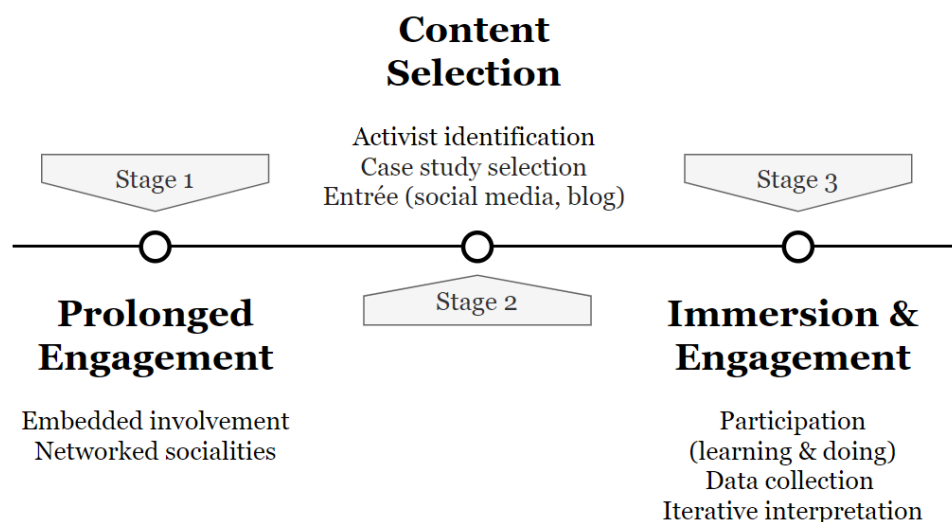 Content
Selection
Activist identification
Case study selection
Entrée (social media, blog)
Stage 1
Stage 3
Stage 2
Prolonged
Engagement
Embedded involvement
Networked socialities
Immersion &
Engagement
Participation
(learning & doing)
Data collection
Iterative interpretation